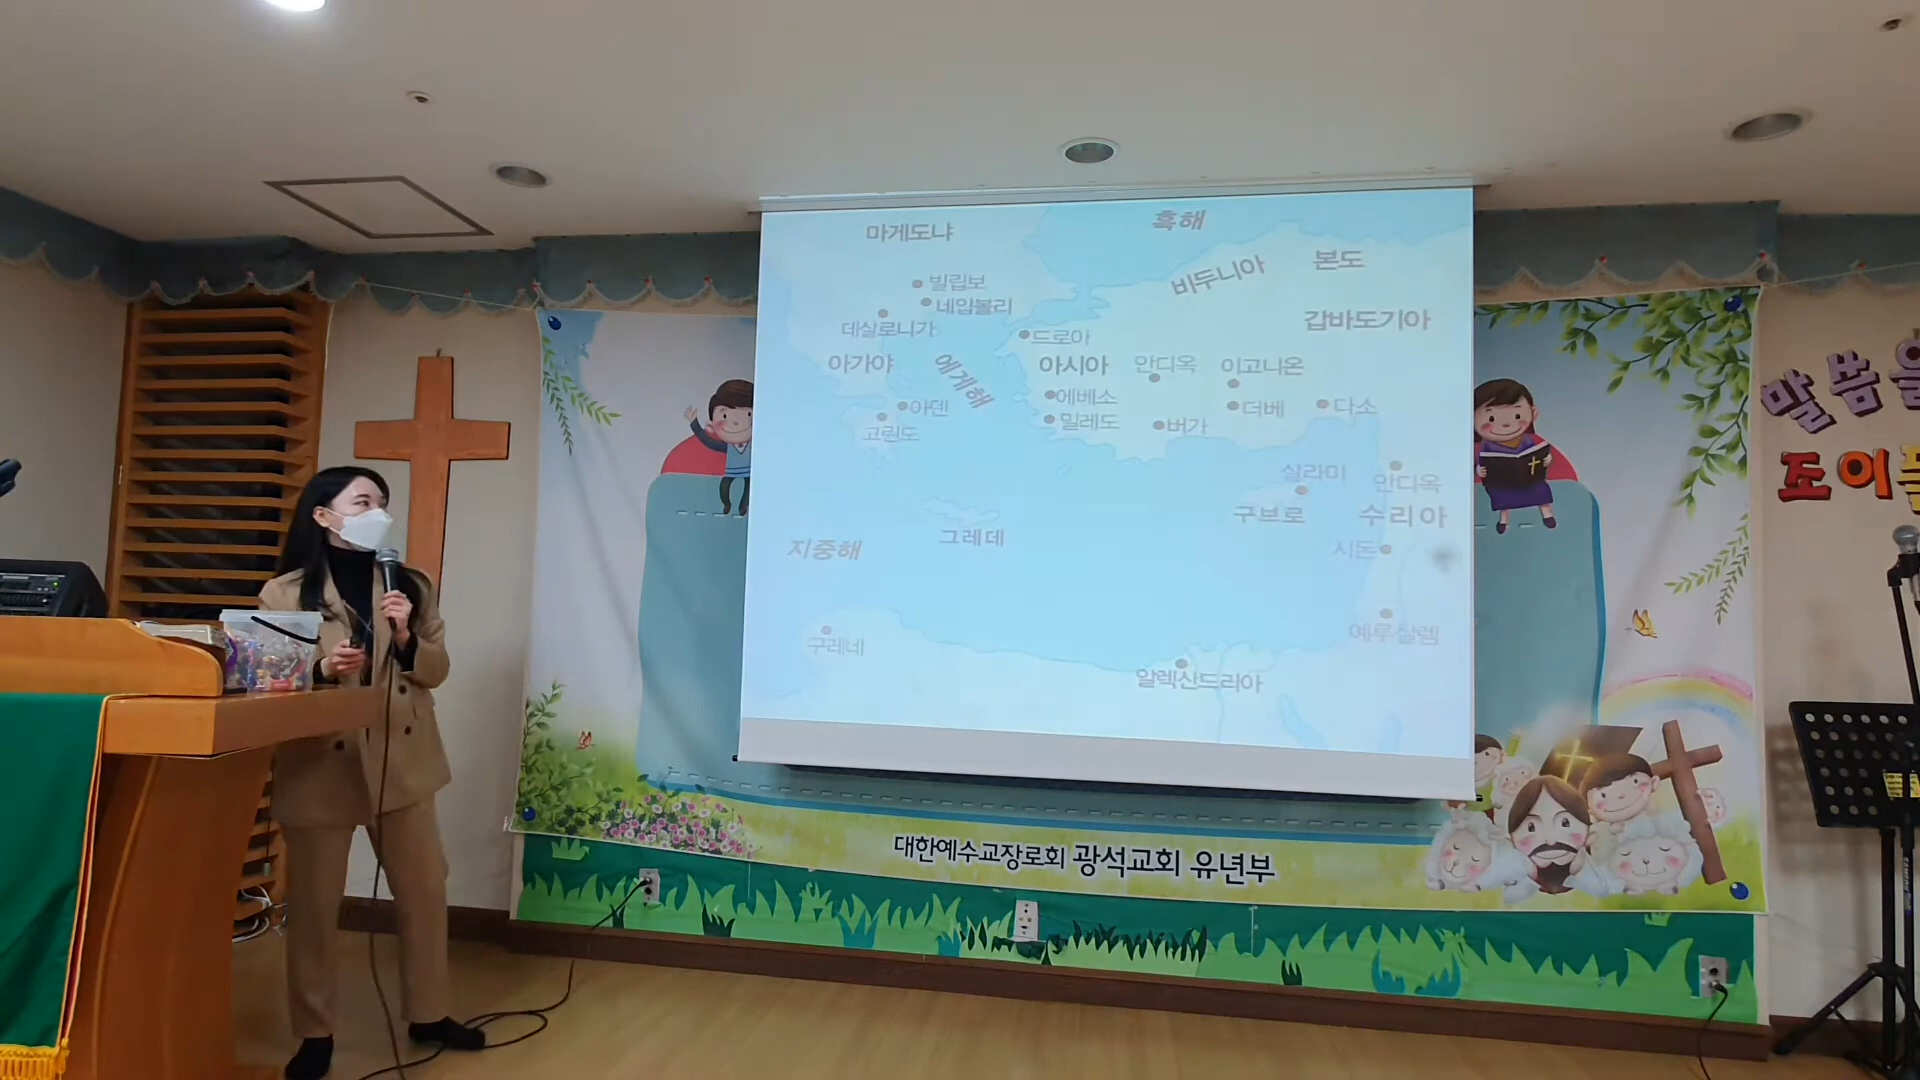 마게도냐
흑해
비두니아
본도
빌립보
네압볼리
갑바도기아
데살로니가
드로아
아가야
에게해
아시아
안디옥
이고니온
에베소
아덴
더베
다소
고린도
밀레도
버가
살라미
안디옥
구브로
수리아
그레데
지중해
시돈
예루살렘
구레네
알렉산드리아
말씀을
조이
대한예수교장로회 광석교회 유년부